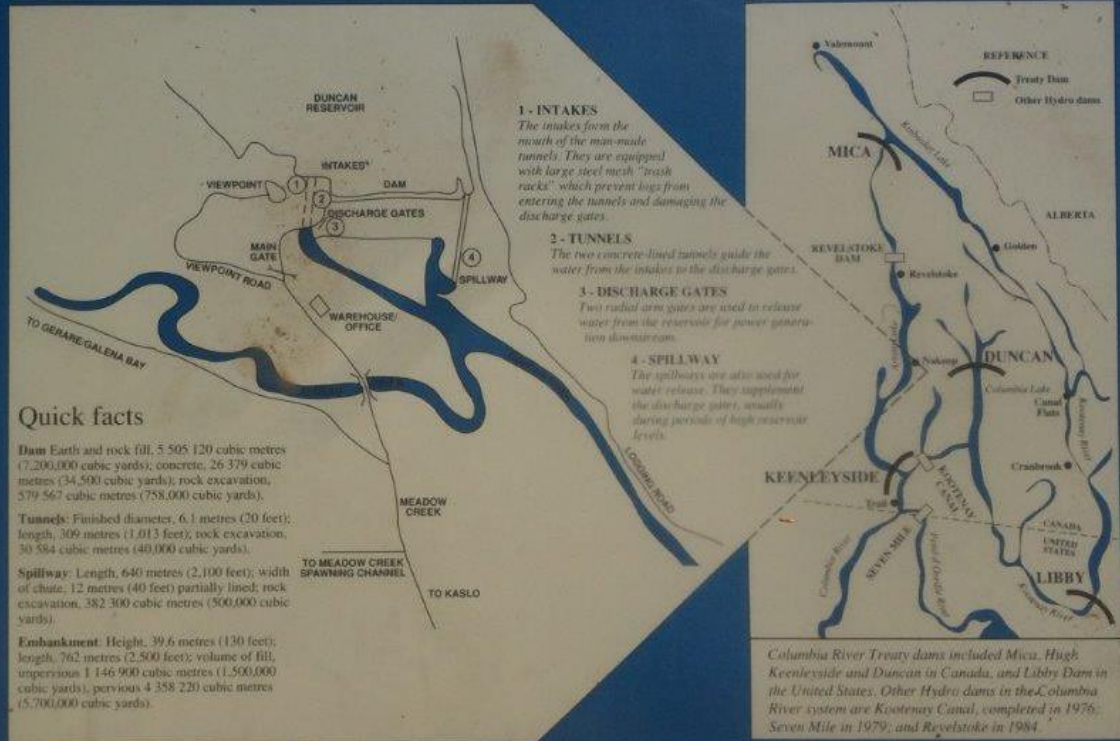 DUNCAN
RESERVOIR
INTAKES
VIEWPOINT
1
2
DAM
DISCHARGE GATES
3
MAIN
GATE
4
VIEWPOINT ROAD
SPILLWAY
WAREHOUSE/
OFFICE
TO GERARE/GALENA BAY
LOGGING ROAD
MEADOW
CREEK
TO MEADOW CREEK
SPAWNING CHANNEL
TO KASLO
Quick facts
Dam Earth and rock fill, 5 505 120 cubic metres
(7,200,000 cubic yards); concrete, 26 379 cubic
metres (34,500 cubic yards); rock excavation,
579 567 cubic metres (758,000 cubic yards).
Tunnels: Finished diameter, 6.1 metres (20 feet);
length, 309 metres (1,013 feet); rock excavation,
30 584 cubic metres (40,000 cubic yards).
Spillway: Length, 640 metres (2,100 feet); width
of chute, 12 metres (40 feet) partially lined; rock
excavation, 382 300 cubic metres (500,000 cubic
yards).
Embankment: Height, 39.6 metres (130 feet);
length, 762 metres (2,500 feet); volume of fill,
impervious 1 146 900 cubic metres (1,500,000
cubic yards), pervious 4 358 220 cubic metres
(5,700,000 cubic yards).
1 - INTAKES
The intakes form the
mouth of the man-made
tunnels. They are equipped
with large steel mesh "trash
racks" which prevent logs from
entering the tunnels and damaging the
discharge gates.
2 - TUNNELS
The two concrete-lined tunnels guide the
water from the intakes to the discharge gates.
3 - DISCHARGE GATES
Two radial arm gates are used to release
water from the reservoir for power genera-
tion downstream.
4 - SPILLWAY
The spillways are also used for
water release. They supplement
the discharge gates, usually
during periods of high reservoir
levels.
REFERENCE
Treaty Dam
Other Hydro dams
Valemount
Kinbasket Lake
MICA
ALBERTA
Golden
REVELSTOKE
DAM
Revelstoke
Nakusp
DUNCAN
Columbia Lake
Canal
Flats
Kootenay River
Cranbrook
KEENLEYSIDE
KOOTENAY
CANAL
Trail
CANADA
UNITED
STATES
SEVEN MILE
Columbia River
Pend d'Oreille River
LIBBY
Kootenay River
Columbia River Treaty dams included Mica, Hugh
Keenleyside and Duncan in Canada, and Libby Dam in
the United States. Other Hydro dams in the Columbia
River system are Kootenay Canal, completed in 1976;
Seven Mile in 1979; and Revelstoke in 1984.